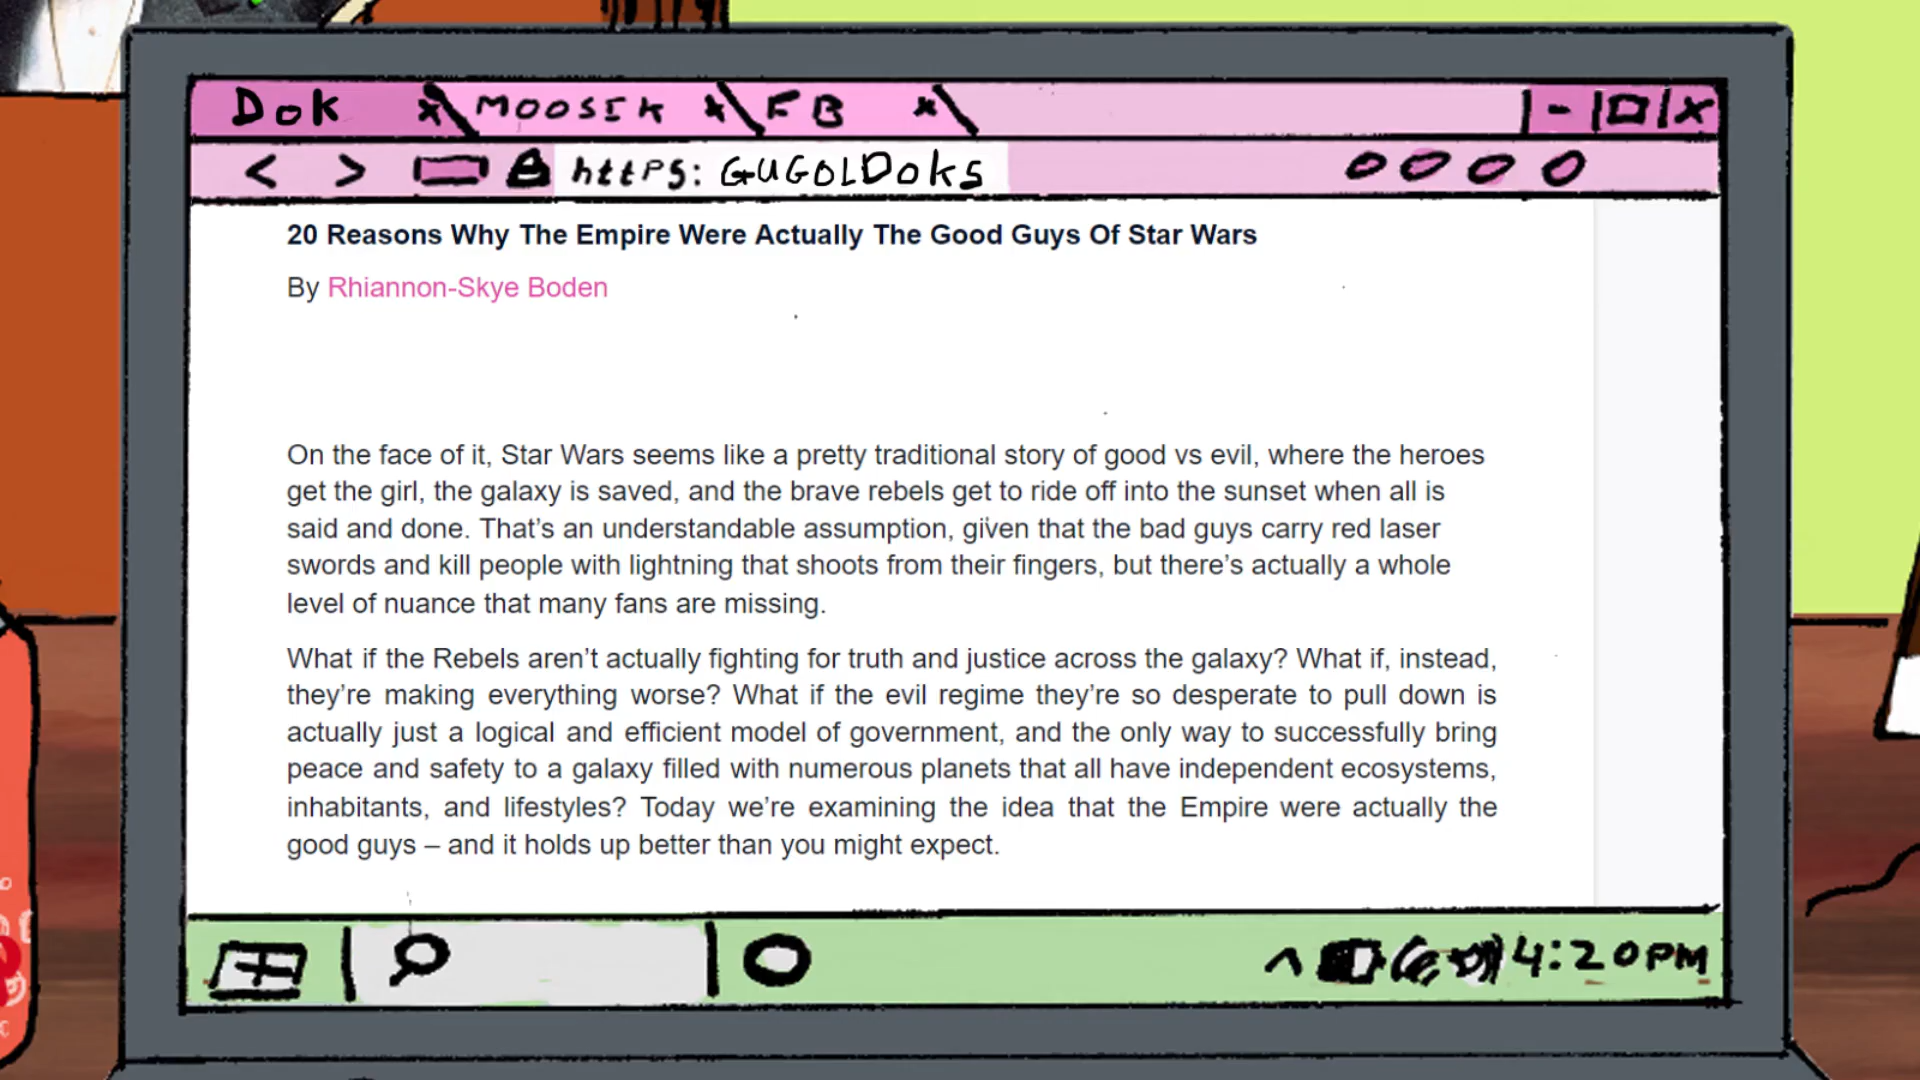 Dok x MOOSIK x FB x
https: GUGOLDoks
20 Reasons Why The Empire Were Actually The Good Guys Of Star Wars
By Rhiannon-Skye Boden
On the face of it, Star Wars seems like a pretty traditional story of good vs evil, where the heroes
get the girl, the galaxy is saved, and the brave rebels get to ride off into the sunset when all is
said and done. That’s an understandable assumption, given that the bad guys carry red laser
swords and kill people with lightning that shoots from their fingers, but there’s actually a whole
level of nuance that many fans are missing.
What if the Rebels aren’t actually fighting for truth and justice across the galaxy? What if, instead,
they’re making everything worse? What if the evil regime they’re so desperate to pull down is
actually just a logical and efficient model of government, and the only way to successfully bring
peace and safety to a galaxy filled with numerous planets that all have independent ecosystems,
inhabitants, and lifestyles? Today we’re examining the idea that the Empire were actually the
good guys – and it holds up better than you might expect.
4:20PM